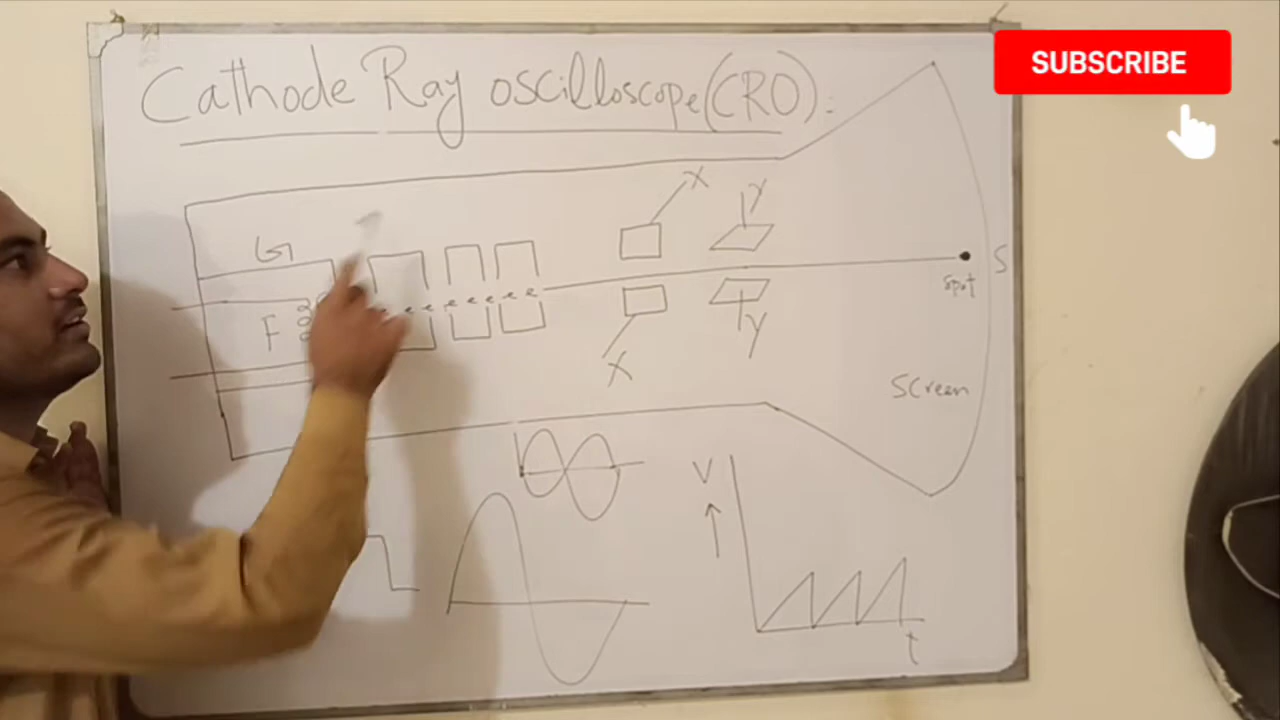 SUBSCRIBE
Cathode Ray oscilloscope (CRO):
X
Y
G
S
spot
F
e e e e e e e
Y
X
Screen
V
t